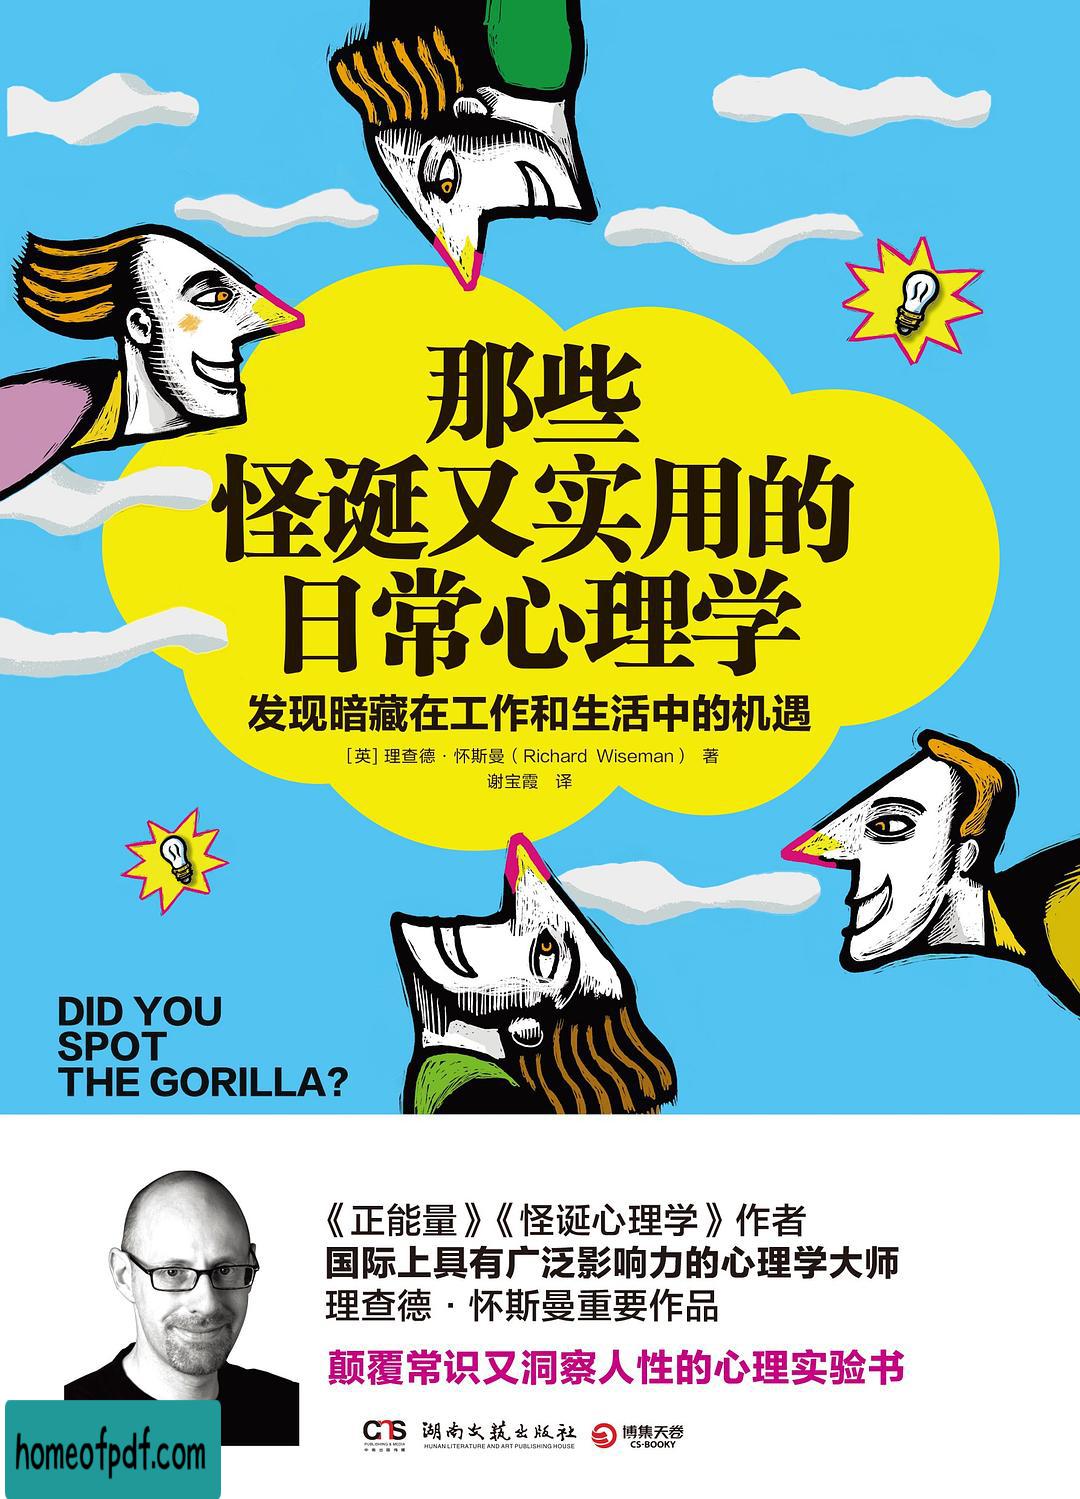 那些
怪诞又实用的
日常心理学
发现暗藏在工作和生活中的机遇
[英] 理查德·怀斯曼（Richard Wiseman） 著
谢宝霞 译
DID YOU
SPOT
THE GORILLA?
《正能量》《怪诞心理学》作者
国际上具有广泛影响力的心理学大师
理查德·怀斯曼重要作品
颠覆常识又洞察人性的心理实验书
CNS
PUBLISHING & MEDIA
中南出版传媒
湖南文艺出版社
HUNAN LITERATURE AND ART PUBLISHING HOUSE
博集天卷
CS-BOOKY
homeofpdf.com